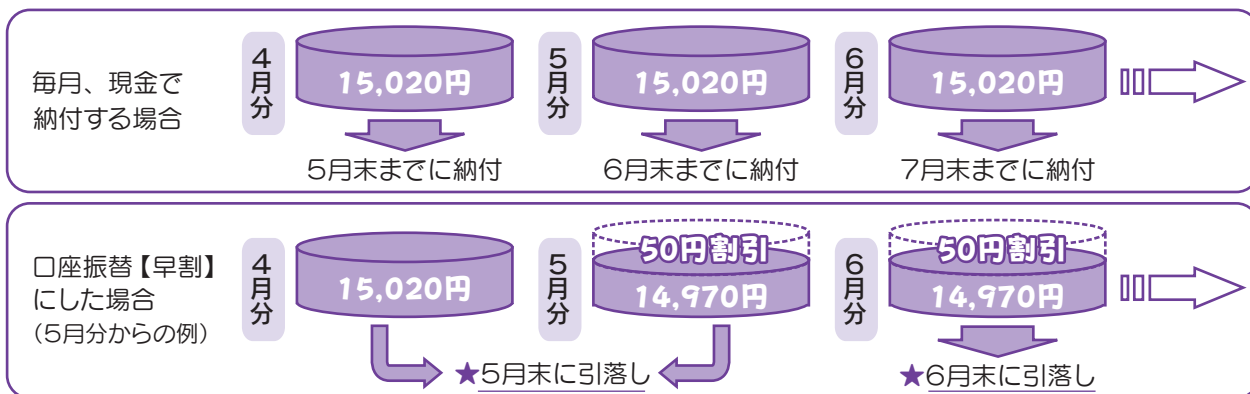 毎月、現金で
納付する場合
4月分
15,020円
5月末までに納付
5月分
15,020円
6月末までに納付
6月分
15,020円
7月末までに納付
口座振替【早割】
にした場合
(5月分からの例)
4月分
15,020円
5月分
50円割引
14,970円
★5月末に引落し
6月分
50円割引
14,970円
★6月末に引落し